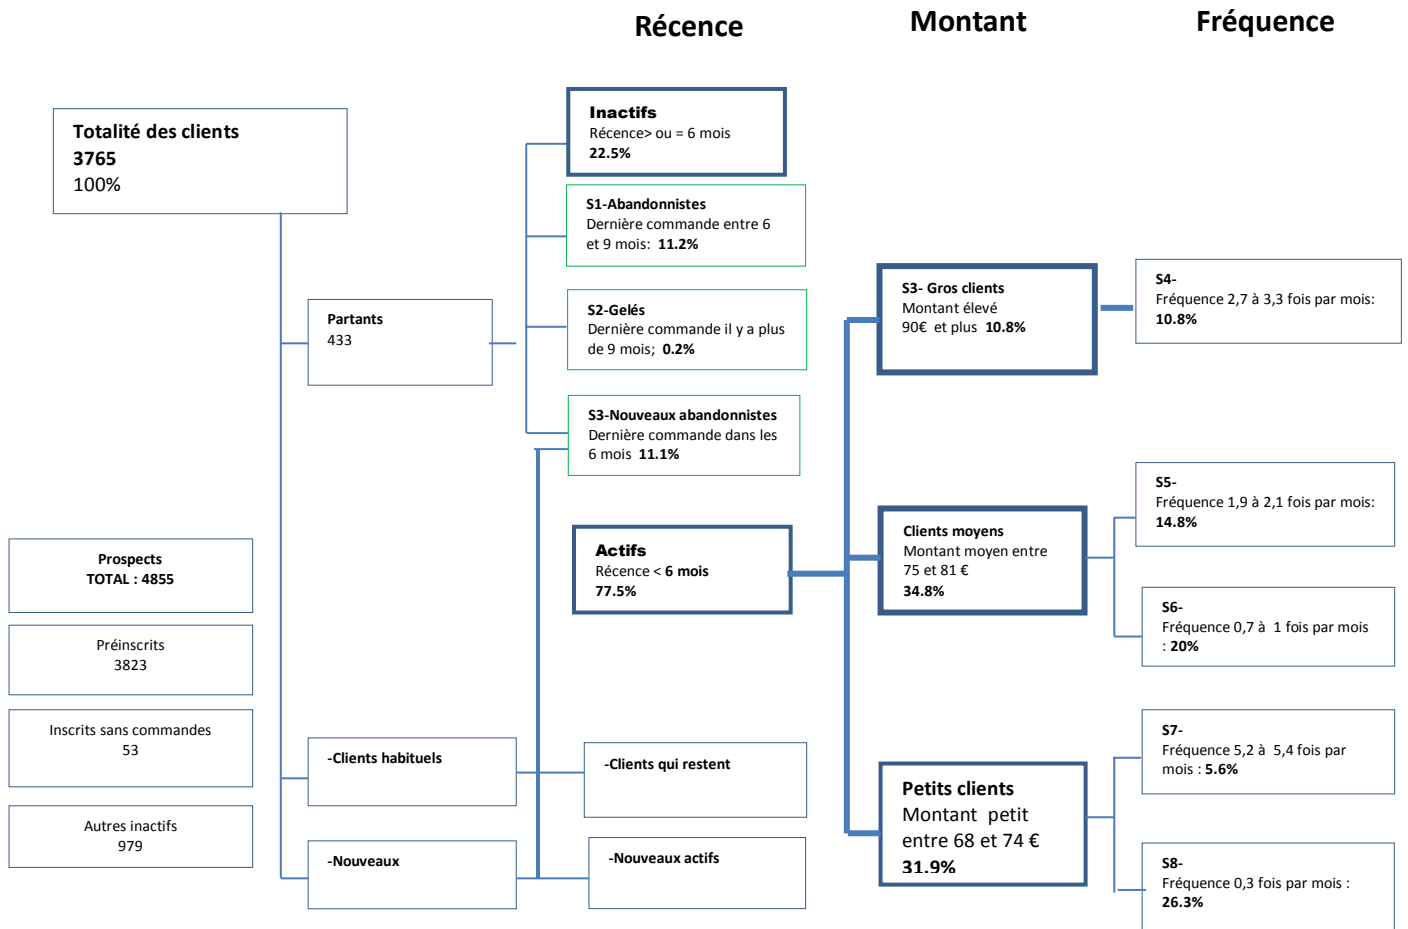 Récence
Montant
Fréquence
Totalité des clients
3765
100%
Inactifs
Récence> ou = 6 mois
22.5%
S1-Abandonnistes
Dernière commande entre 6
et 9 mois:  11.2%
S2-Gelés
Dernière commande il y a plus
de 9 mois;  0.2%
S3-Nouveaux abandonnistes
Dernière commande dans les
6 mois  11.1%
Partants
433
S3- Gros clients
Montant élevé
90€  et plus  10.8%
S4-
Fréquence 2,7 à 3,3 fois par mois:
10.8%
Actifs
Récence < 6 mois
77.5%
Clients moyens
Montant moyen entre
75 et 81 €
34.8%
S5-
Fréquence 1,9 à 2,1 fois par mois:
14.8%
S6-
Fréquence 0,7 à  1 fois par mois
: 20%
Prospects
TOTAL : 4855
Préinscrits
3823
Inscrits sans commandes
53
Autres inactifs
979
-Clients habituels
-Clients qui restent
-Nouveaux
-Nouveaux actifs
Petits clients
Montant  petit
entre 68 et 74 €
31.9%
S7-
Fréquence 5,2 à  5,4 fois par
mois : 5.6%
S8-
Fréquence 0,3 fois par mois :
26.3%